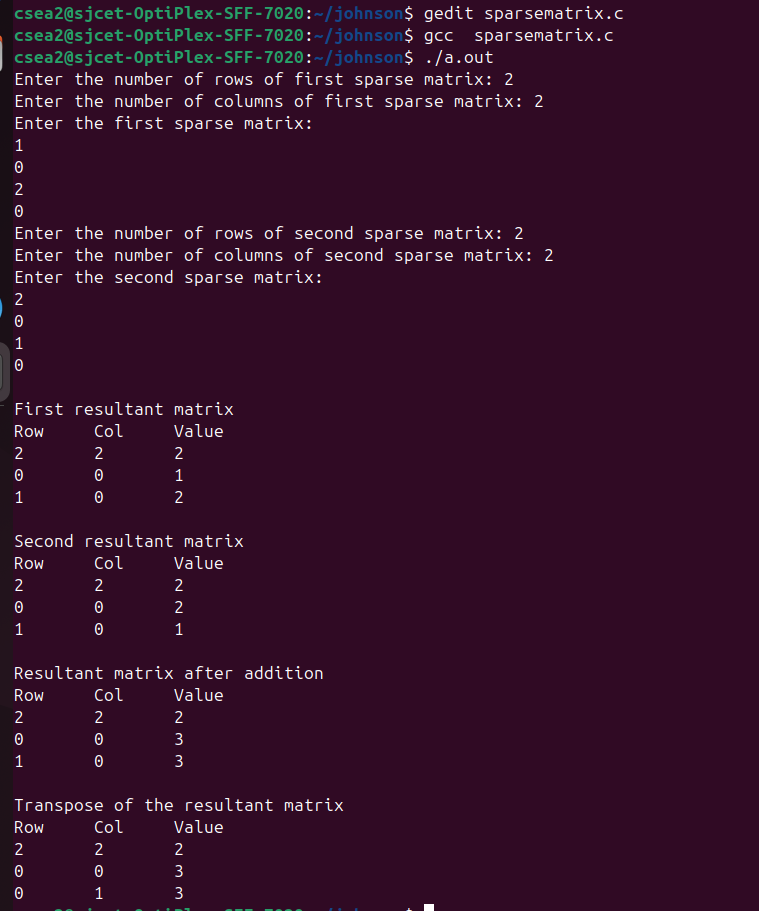 csea2@sjcet-OptiPlex-SFF-7020:~/johnson$ gedit sparsematrix.c
csea2@sjcet-OptiPlex-SFF-7020:~/johnson$ gcc  sparsematrix.c
csea2@sjcet-OptiPlex-SFF-7020:~/johnson$ ./a.out
Enter the number of rows of first sparse matrix: 2
Enter the number of columns of first sparse matrix: 2
Enter the first sparse matrix:
1
0
2
0
Enter the number of rows of second sparse matrix: 2
Enter the number of columns of second sparse matrix: 2
Enter the second sparse matrix:
2
0
1
0

First resultant matrix
Row     Col     Value
2       2       2
0       0       1
1       0       2

Second resultant matrix
Row     Col     Value
2       2       2
0       0       2
1       0       1

Resultant matrix after addition
Row     Col     Value
2       2       2
0       0       3
1       0       3

Transpose of the resultant matrix
Row     Col     Value
2       2       2
0       0       3
0       1       3